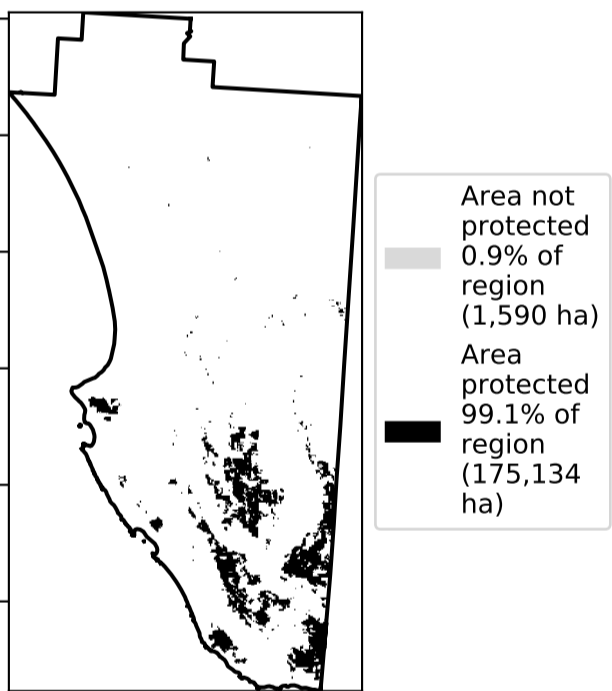 Area not
protected
0.9% of
region
(1,590 ha)
Area
protected
99.1% of
region
(175,134
ha)